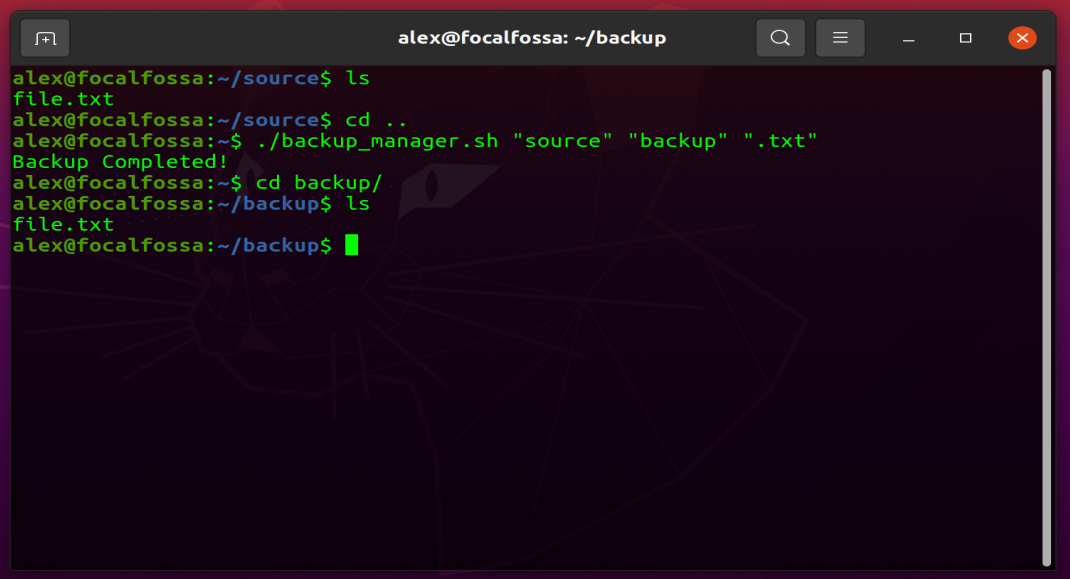 alex@focalfossa: ~/backup
alex@focalfossa:~/source$ ls
file.txt
alex@focalfossa:~/source$ cd ..
alex@focalfossa:~$ ./backup_manager.sh "source" "backup" ".txt"
Backup Completed!
alex@focalfossa:~$ cd backup/
alex@focalfossa:~/backup$ ls
file.txt
alex@focalfossa:~/backup$